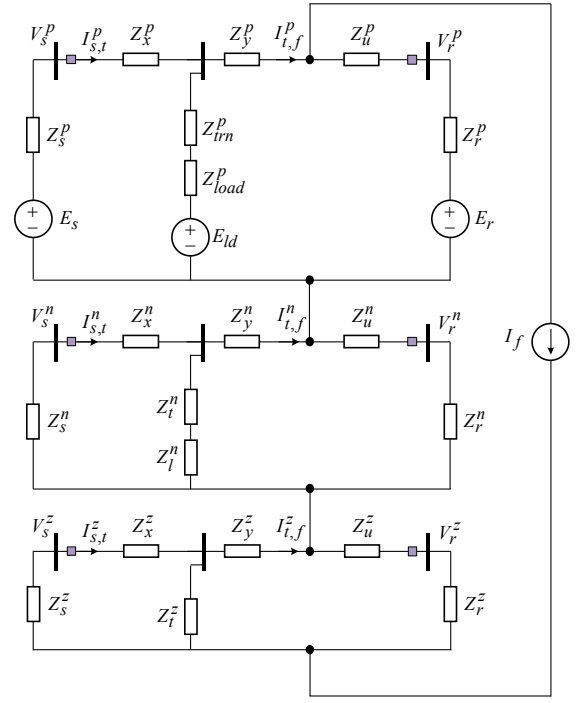 V_s^p I_{s,t}^p Z_x^p Z_y^p I_{t,f}^p Z_u^p V_r^p
Z_s^p Z_{trn}^p Z_r^p
Z_{load}^p
+ − E_s + − E_{ld} + − E_r
V_s^n I_{s,t}^n Z_x^n Z_y^n I_{t,f}^n Z_u^n V_r^n
I_f
Z_s^n Z_t^n Z_r^n
Z_l^n
V_s^z I_{s,t}^z Z_x^z Z_y^z I_{t,f}^z Z_u^z V_r^z
Z_s^z Z_t^z Z_r^z